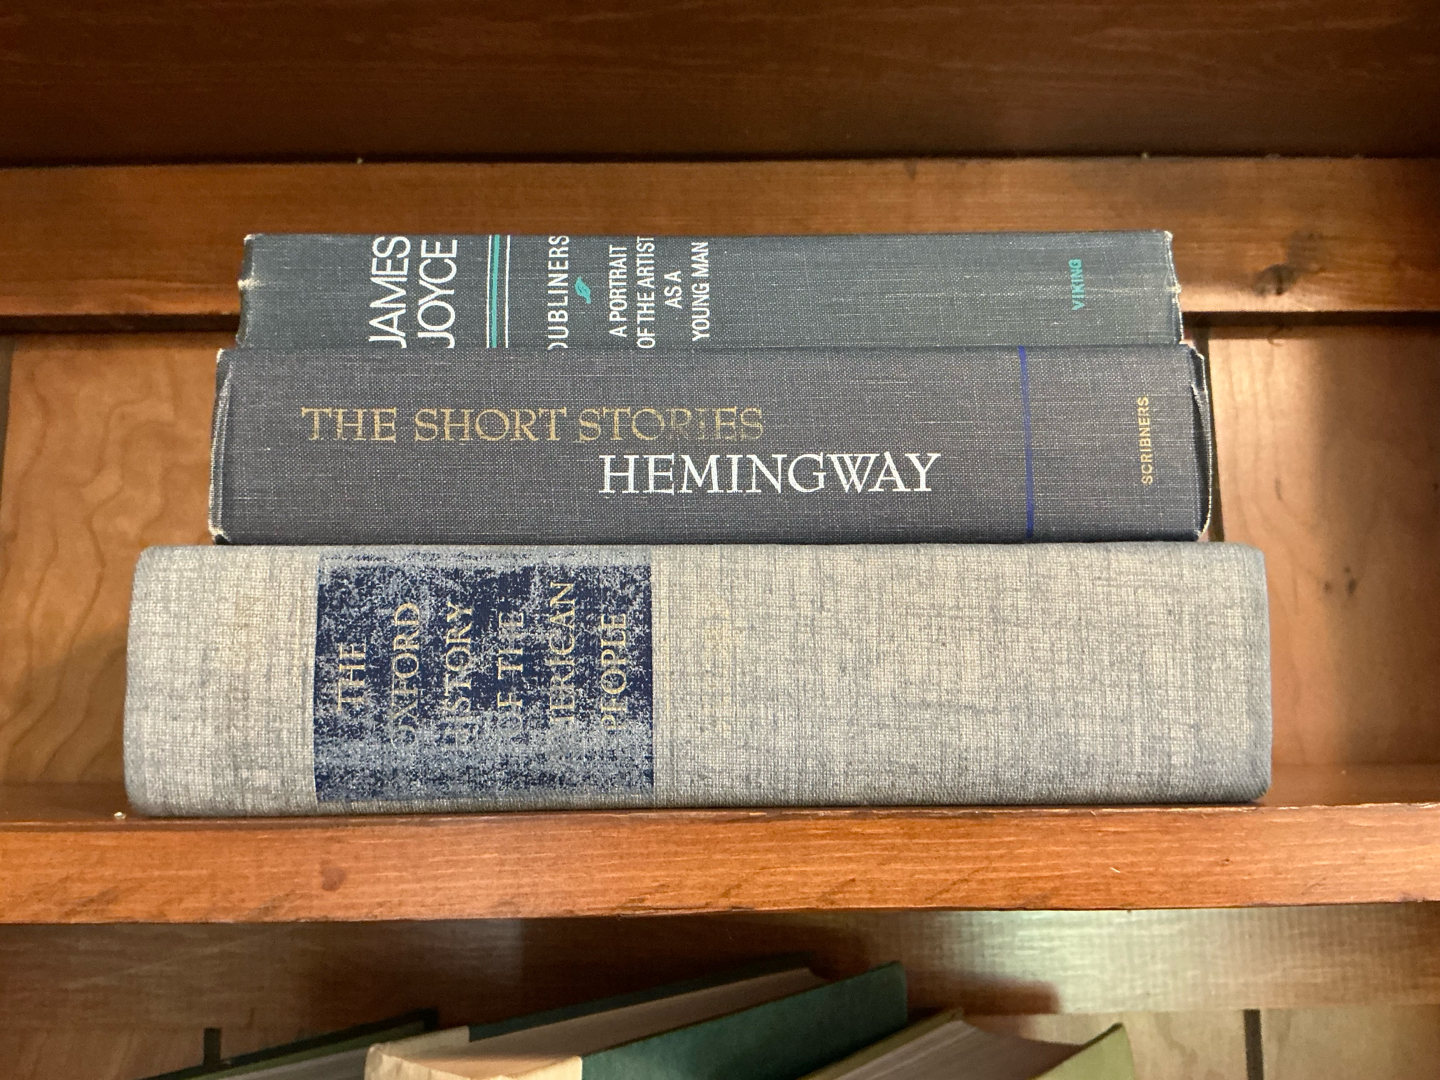 JAMES
JOYCE
DUBLINERS
A PORTRAIT
OF THE ARTIST
AS A
YOUNG MAN
VIKING
THE SHORT STORIES
HEMINGWAY
SCRIBNERS
THE
OXFORD
HISTORY
OF THE
AMERICAN
PEOPLE